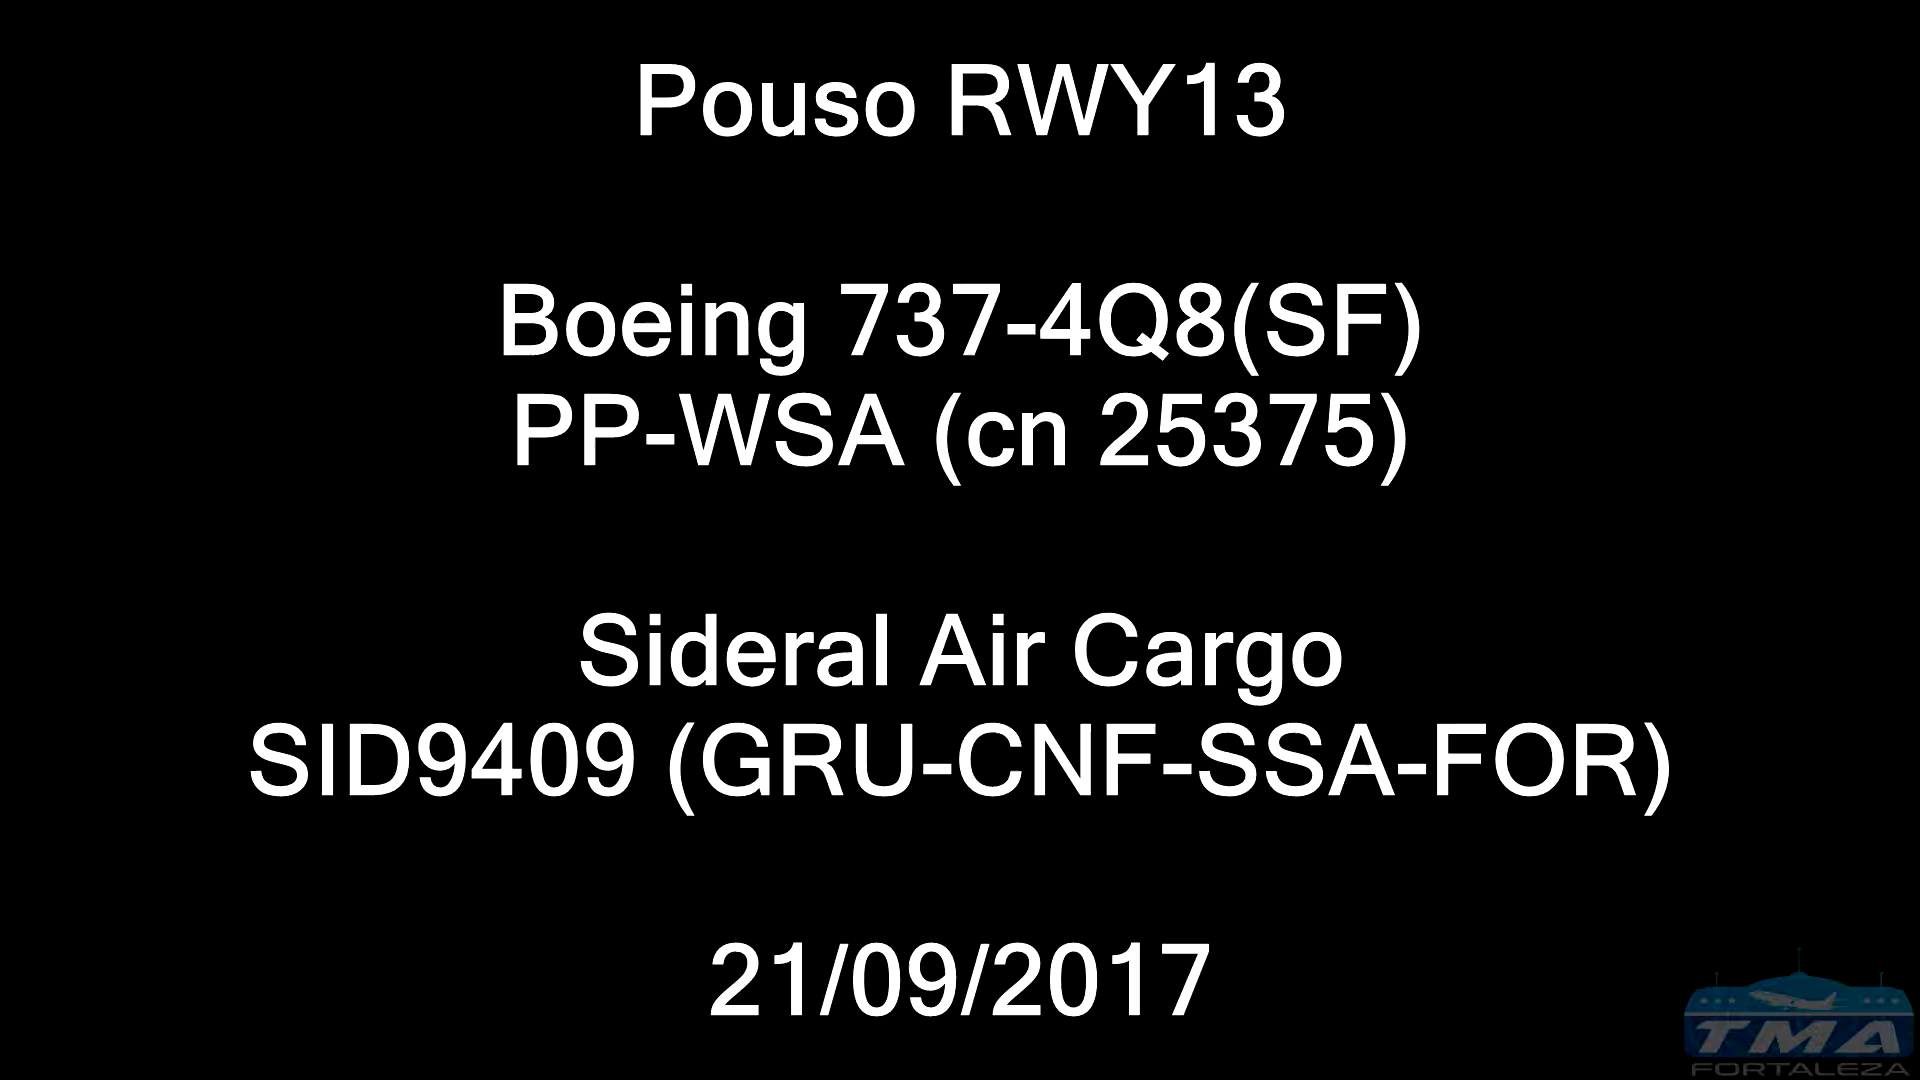 Pouso RWY13
Boeing 737-4Q8(SF)
PP-WSA (cn 25375)
Sideral Air Cargo
SID9409 (GRU-CNF-SSA-FOR)
21/09/2017
TMA
FORTALEZA